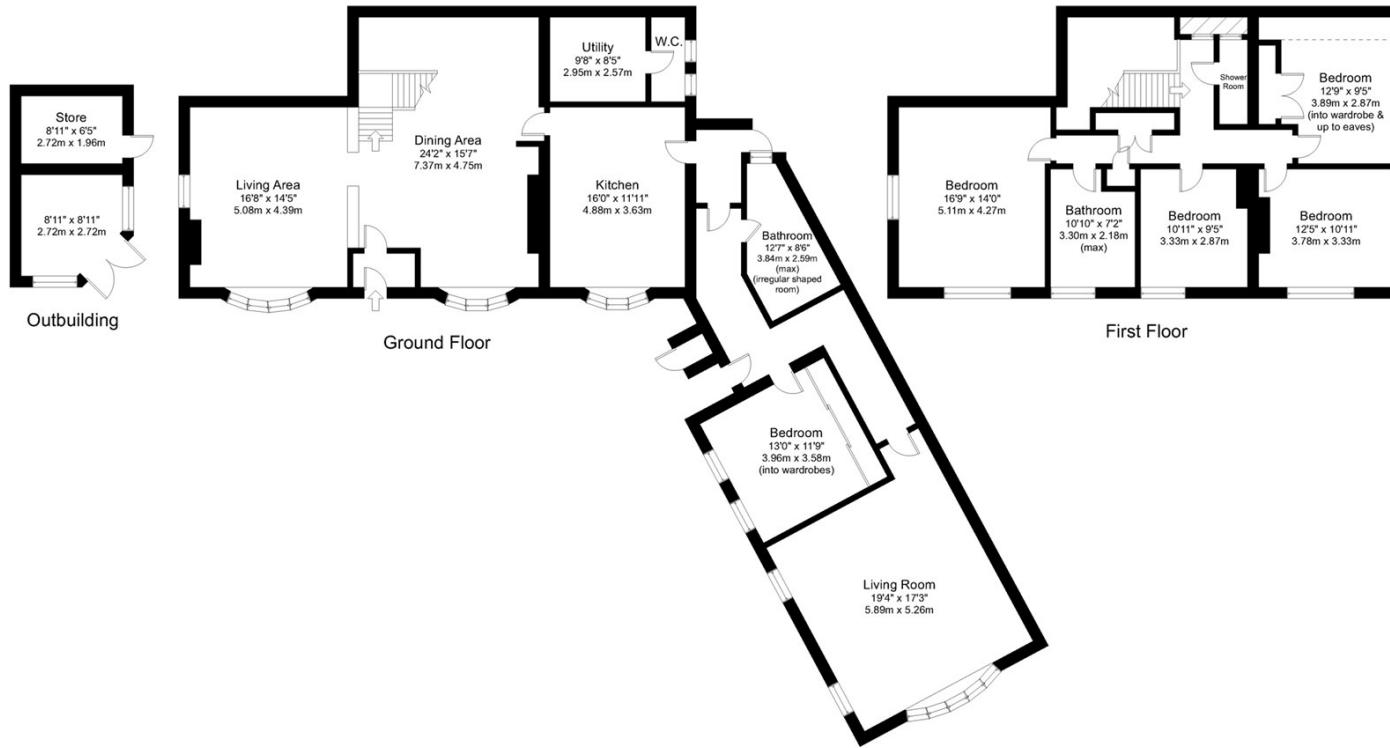 Store
8'11" x 6'5"
2.72m x 1.96m
8'11" x 8'11"
2.72m x 2.72m
Outbuilding
Living Area
16'8" x 14'5"
5.08m x 4.39m
Dining Area
24'2" x 15'7"
7.37m x 4.75m
Utility
9'8" x 8'5"
2.95m x 2.57m
W.C.
Kitchen
16'0" x 11'11"
4.88m x 3.63m
Bathroom
12'7" x 8'6"
3.84m x 2.59m
(max)
(irregular shaped
room)
Bedroom
13'0" x 11'9"
3.96m x 3.58m
(into wardrobes)
Living Room
19'4" x 17'3"
5.89m x 5.26m
Ground Floor
Shower
Room
Bedroom
12'9" x 9'5"
3.89m x 2.87m
(into wardrobe &
up to eaves)
Bedroom
16'9" x 14'0"
5.11m x 4.27m
Bathroom
10'10" x 7'2"
3.30m x 2.18m
(max)
Bedroom
10'11" x 9'5"
3.33m x 2.87m
Bedroom
12'5" x 10'11"
3.78m x 3.33m
First Floor